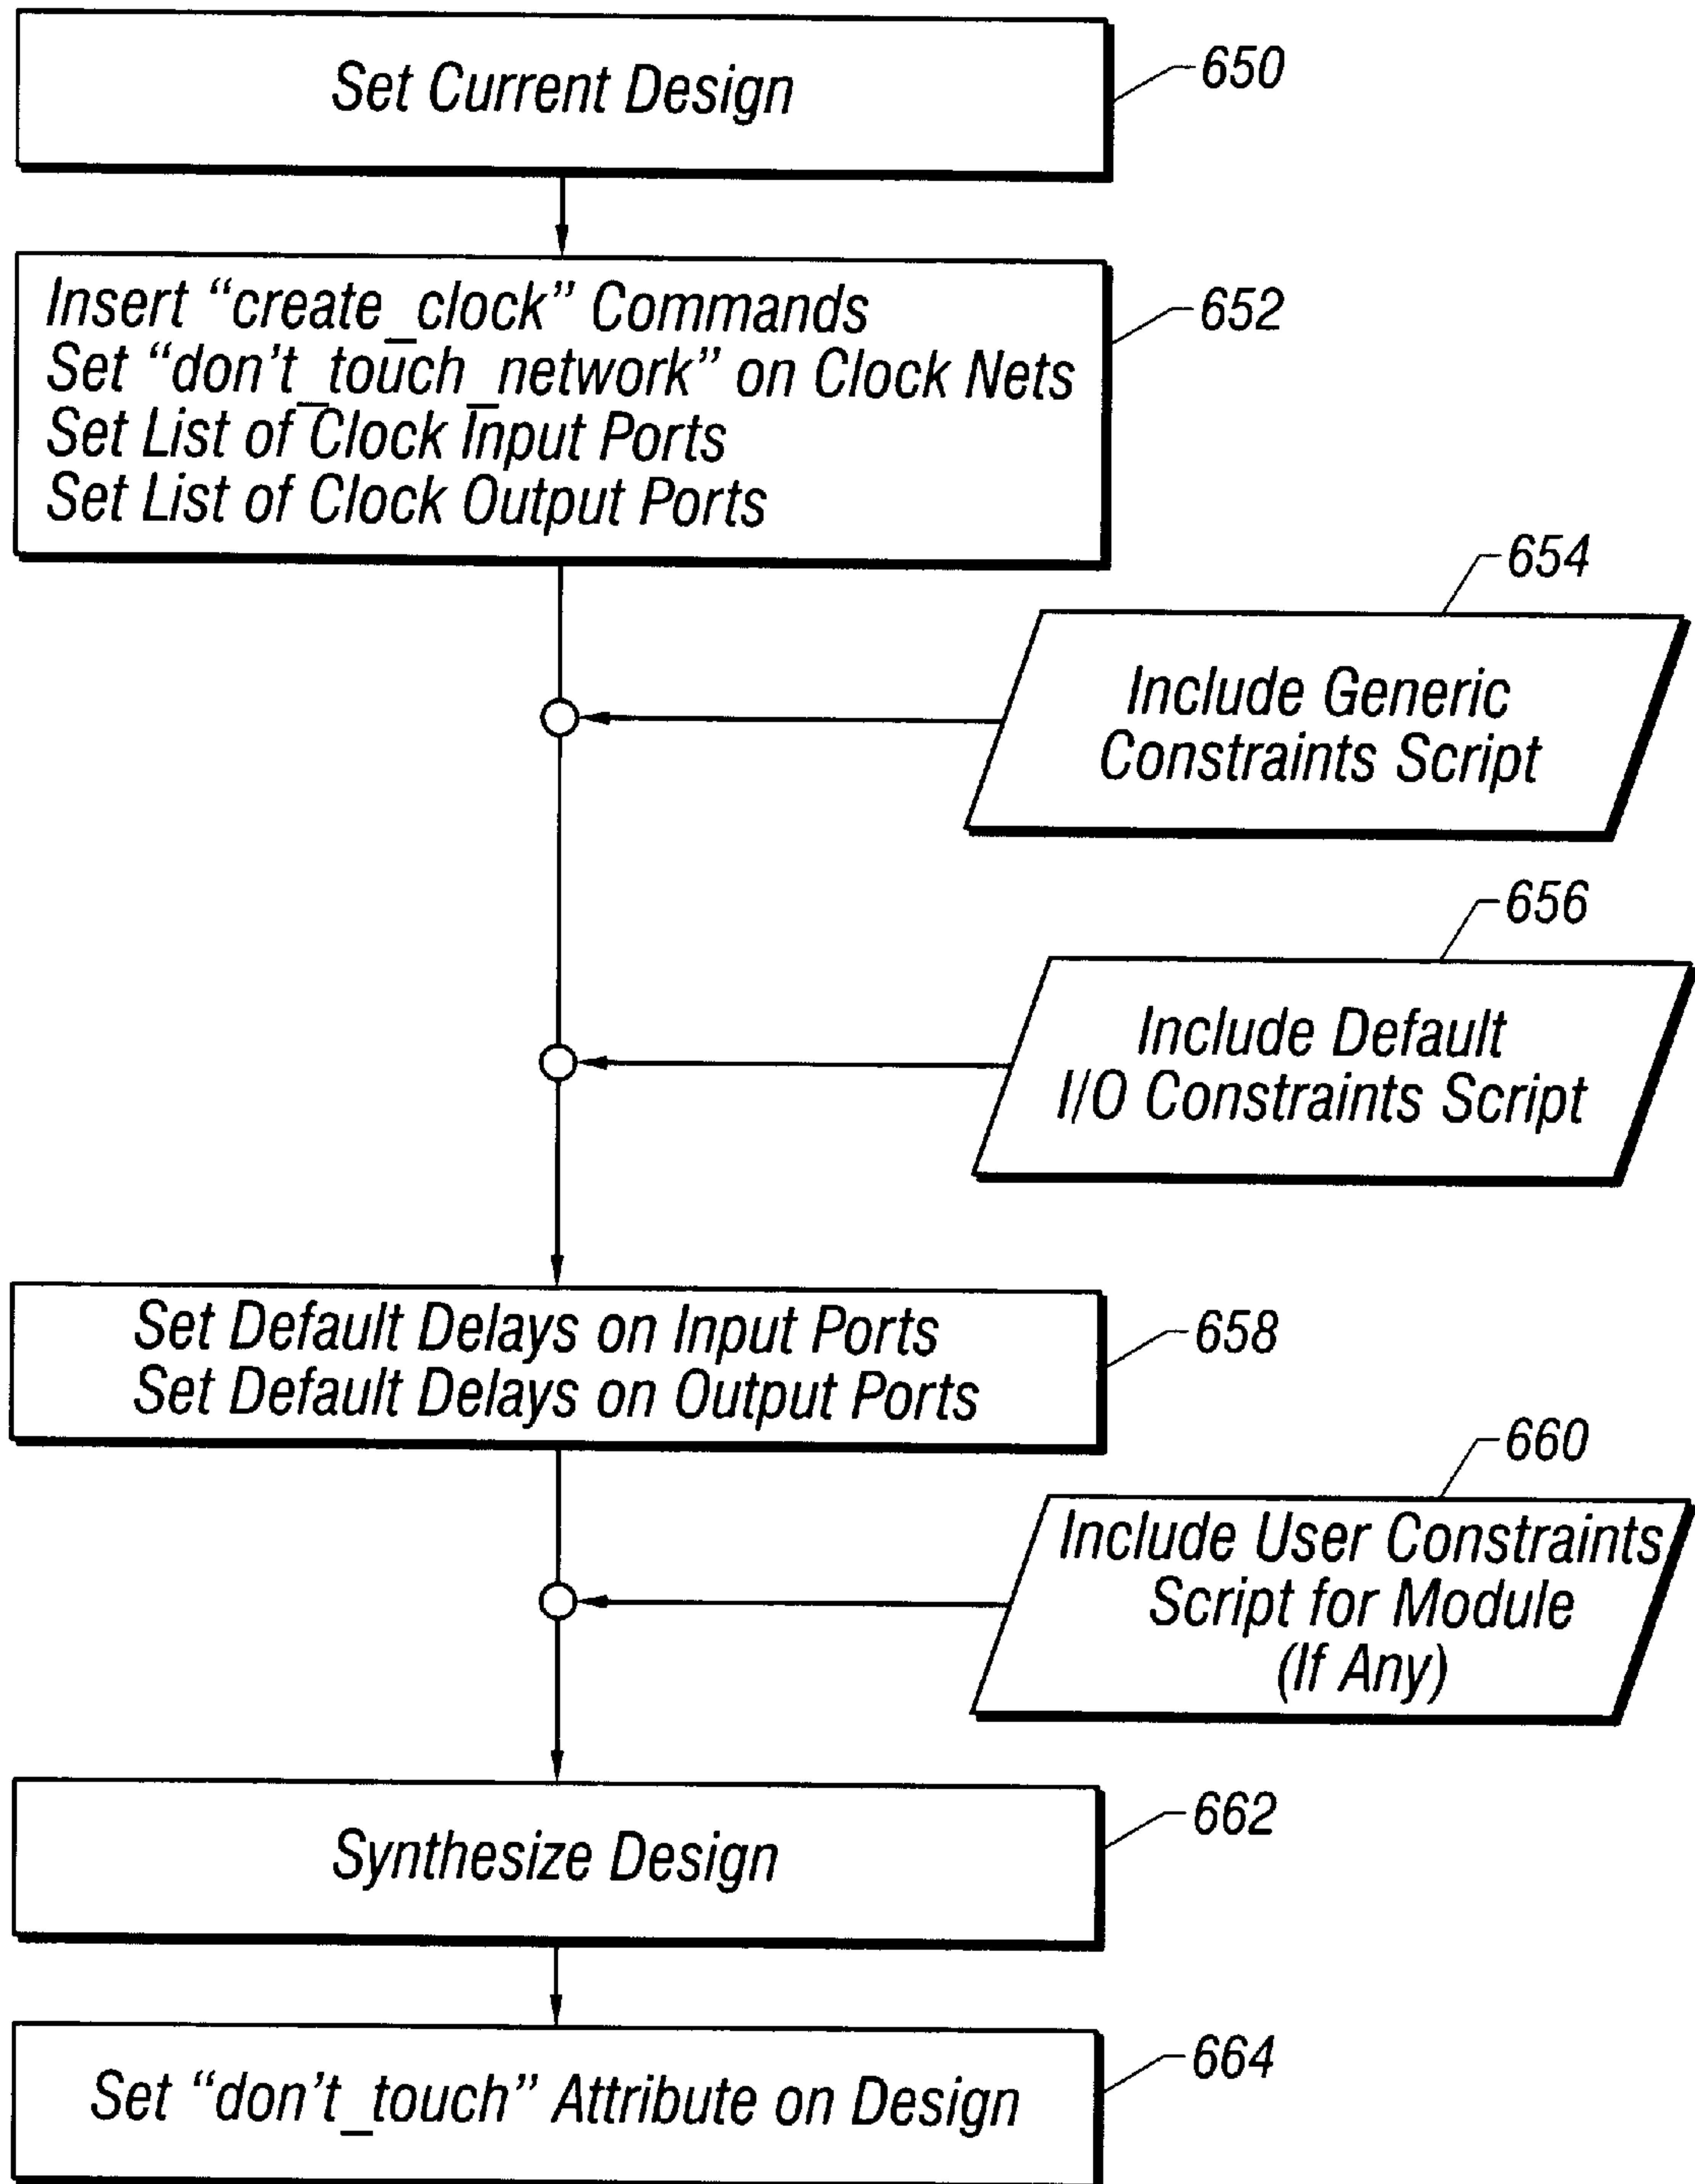 Set Current Design
650
Insert “create_clock” Commands
Set “don't_touch_network” on Clock Nets
Set List of Clock Input Ports
Set List of Clock Output Ports
652
654
Include Generic
Constraints Script
656
Include Default
I/O Constraints Script
Set Default Delays on Input Ports
Set Default Delays on Output Ports
658
660
Include User Constraints
Script for Module
(If Any)
Synthesize Design
662
Set “don't_touch” Attribute on Design
664